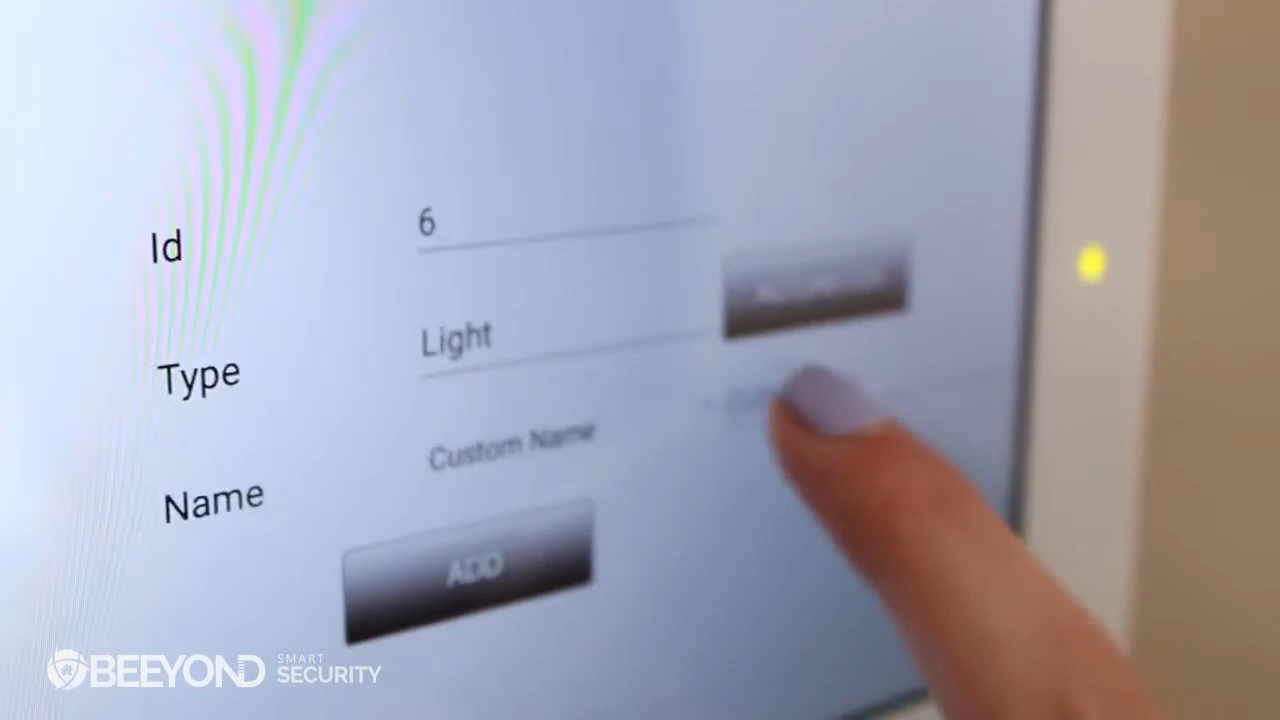 Id 6
Type Light
Name Custom Name
ADD
BEEYOND SMART SECURITY